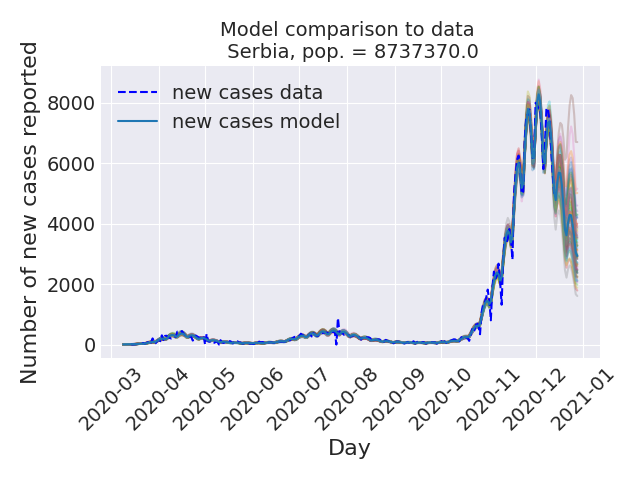 Model comparison to data
Serbia, pop. = 8737370.0
Number of new cases reported
8000
6000
4000
2000
0
new cases data
new cases model
2020-03
2020-04
2020-05
2020-06
2020-07
2020-08
2020-09
2020-10
2020-11
2020-12
2021-01
Day